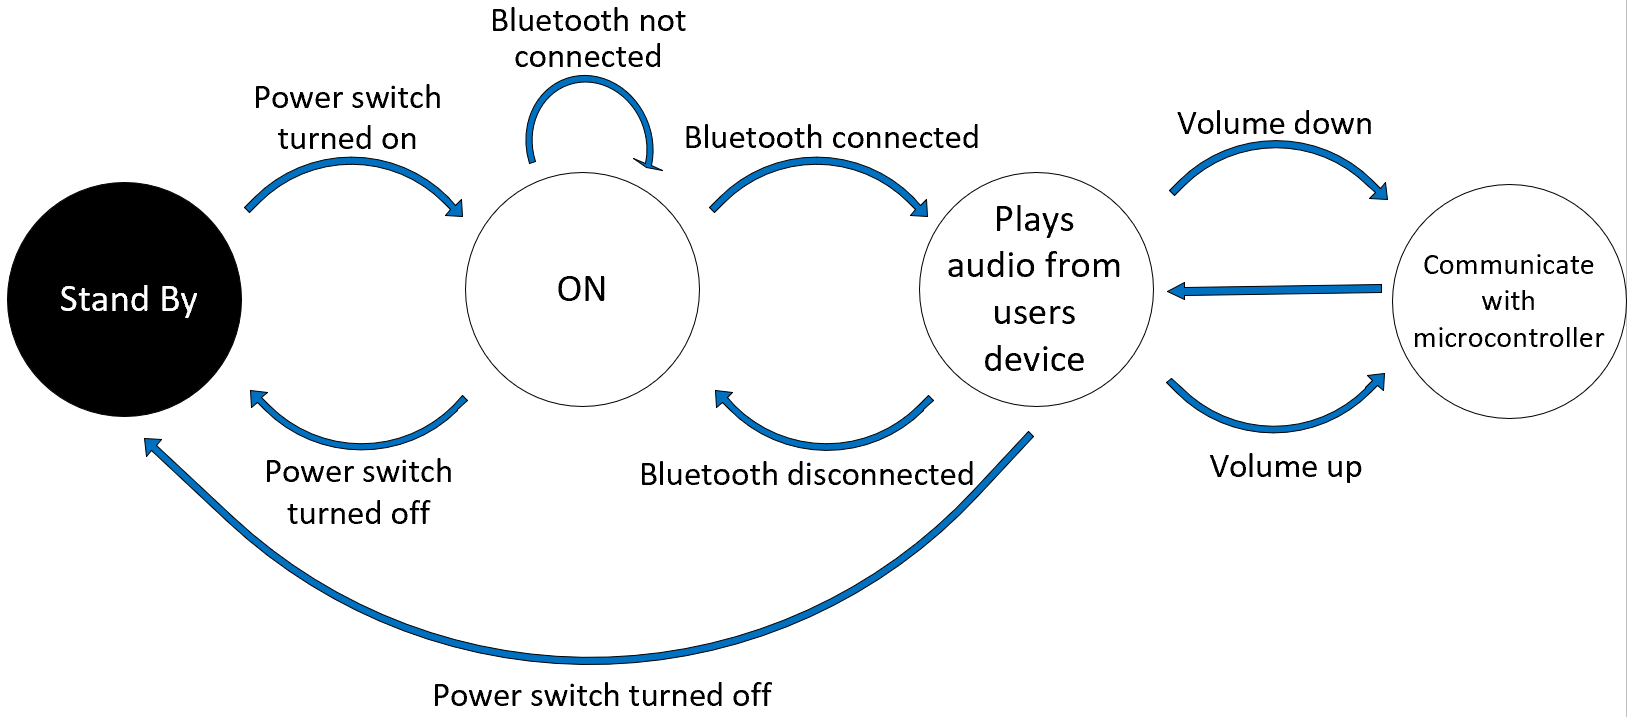 Bluetooth not
connected
Power switch
turned on
Bluetooth connected
Volume down
Stand By
ON
Plays
audio from
users
device
Communicate
with
microcontroller
Power switch
turned off
Bluetooth disconnected
Volume up
Power switch turned off